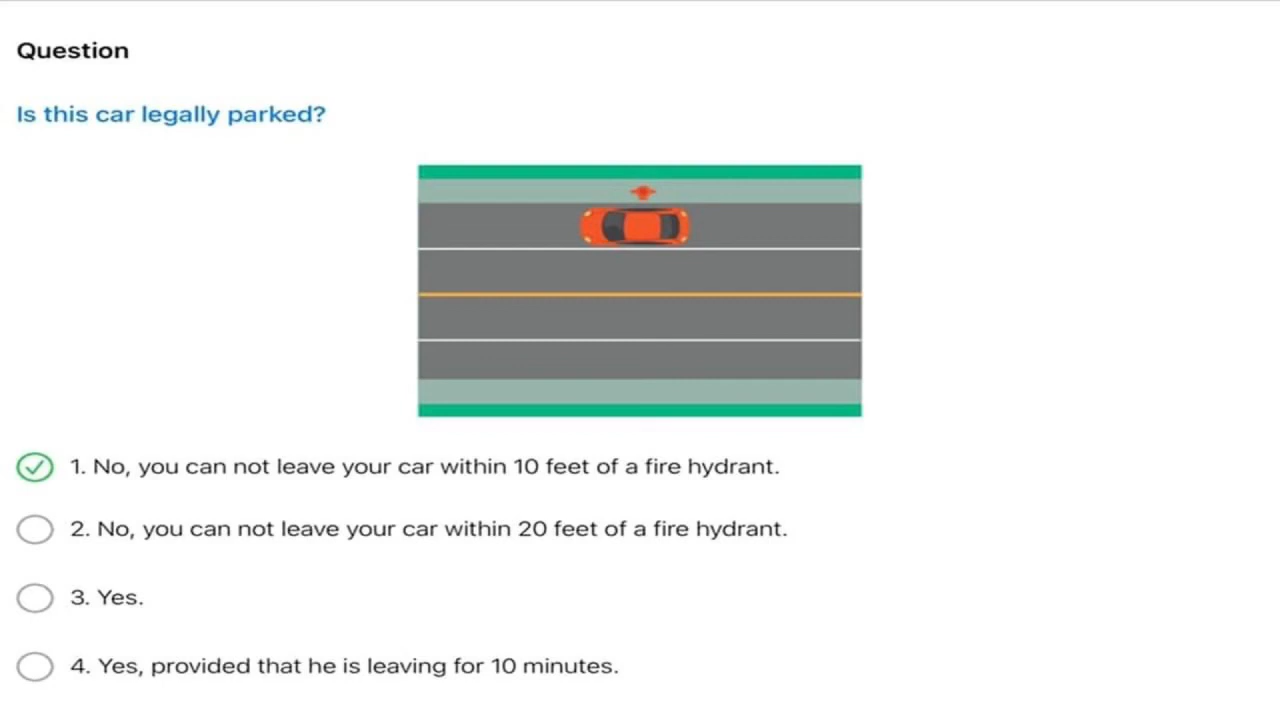 Question
Is this car legally parked?
1. No, you can not leave your car within 10 feet of a fire hydrant.
2. No, you can not leave your car within 20 feet of a fire hydrant.
3. Yes.
4. Yes, provided that he is leaving for 10 minutes.